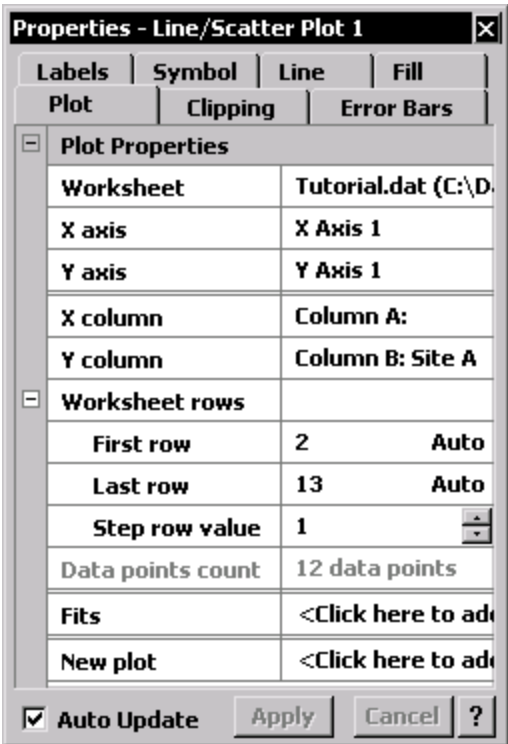 Properties - Line/Scatter Plot 1
Labels Symbol Line Fill
Plot Clipping Error Bars
Plot Properties
Worksheet Tutorial.dat (C:\D
X axis X Axis 1
Y axis Y Axis 1
X column Column A:
Y column Column B: Site A
Worksheet rows
First row 2 Auto
Last row 13 Auto
Step row value 1
Data points count 12 data points
Fits <Click here to add
New plot <Click here to add
Auto Update Apply Cancel ?